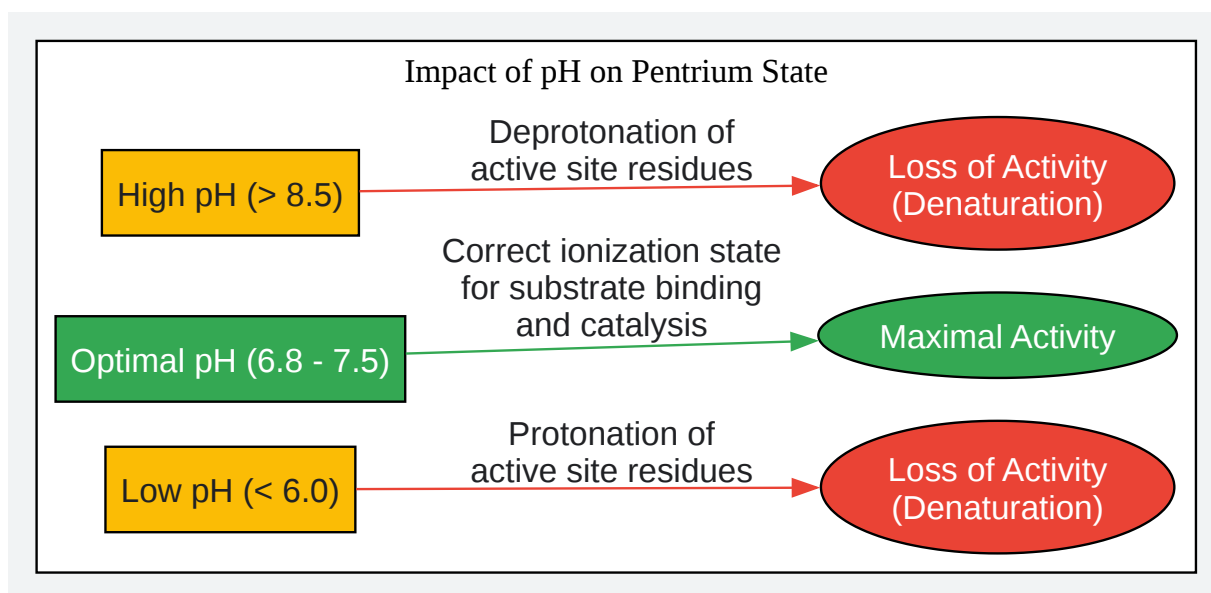 Impact of pH on Pentrium State
High pH (> 8.5)
Deprotonation of
active site residues
Loss of Activity
(Denaturation)
Optimal pH (6.8 - 7.5)
Correct ionization state
for substrate binding
and catalysis
Maximal Activity
Low pH (< 6.0)
Protonation of
active site residues
Loss of Activity
(Denaturation)